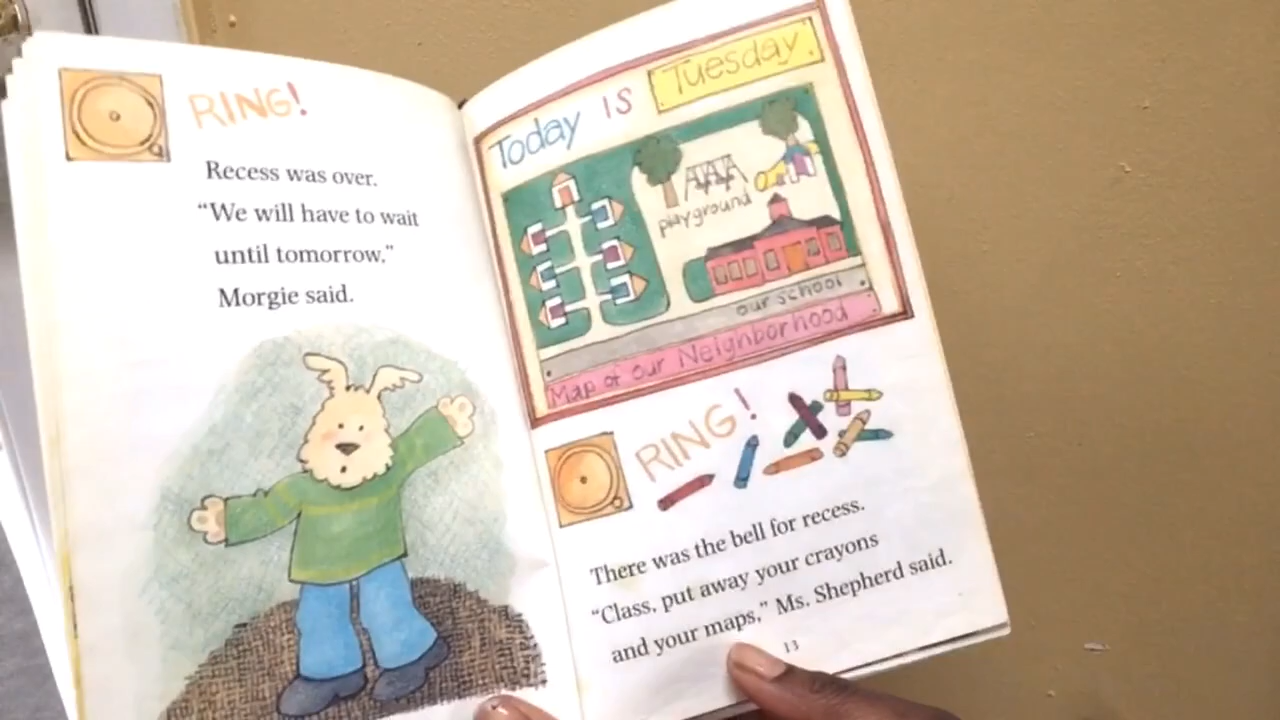 RING!
Recess was over.
“We will have to wait
until tomorrow,”
Morgie said.
Today IS Tuesday
playground
our school
Map of our Neighborhood
RING!
There was the bell for recess.
“Class, put away your crayons
and your maps,” Ms. Shepherd said.
13